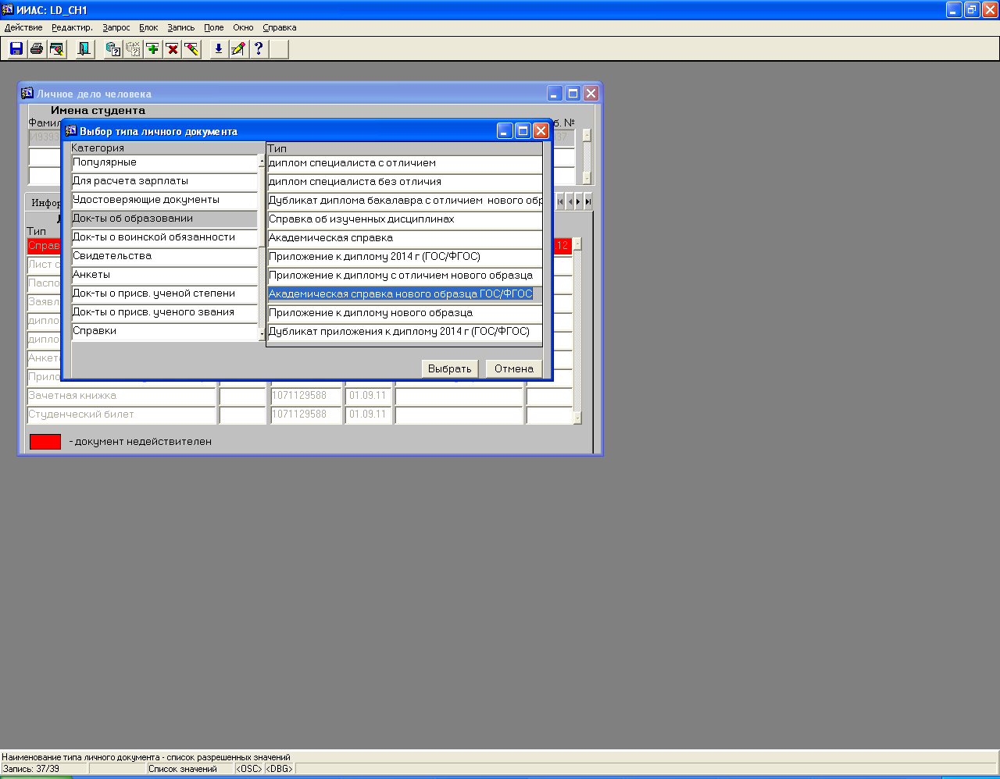 ИИАС: LD_CH1
Действие Редактир. Запрос Блок Запись Поле Окно Справка
Личное дело человека
Имена студента
б. №
Выбор типа личного документа
Категория Тип
Популярные диплом специалиста с отличием
Для расчета зарплаты диплом специалиста без отличия
Удостоверяющие документы Дубликат диплома бакалавра с отличием нового обр
Док-ты об образовании Справка об изученных дисциплинах
Док-ты о воинской обязанности Академическая справка
Свидетельства Приложение к диплому 2014 г (ГОС/ФГОС)
Анкеты Приложение к диплому с отличием нового образца
Док-ты о присв. ученой степени Академическая справка нового образца ГОС/ФГОС
Док-ты о присв. ученого звания Приложение к диплому нового образца
Справки Дубликат приложения к диплому 2014 г (ГОС/ФГОС)
Выбрать Отмена
Фамил
И9393 37
Инфор
Тип
Справ .12
Лист с
Паспо
Заявл
дипло
дипло
Анкета
Прило
Зачетная книжка 1071129588 01.09.11
Студенческий билет 1071129588 01.09.11
- документ недействителен
Наименование типа личного документа - список разрешенных значений
Запись: 37/39 Список значений <OSC> <DBG>